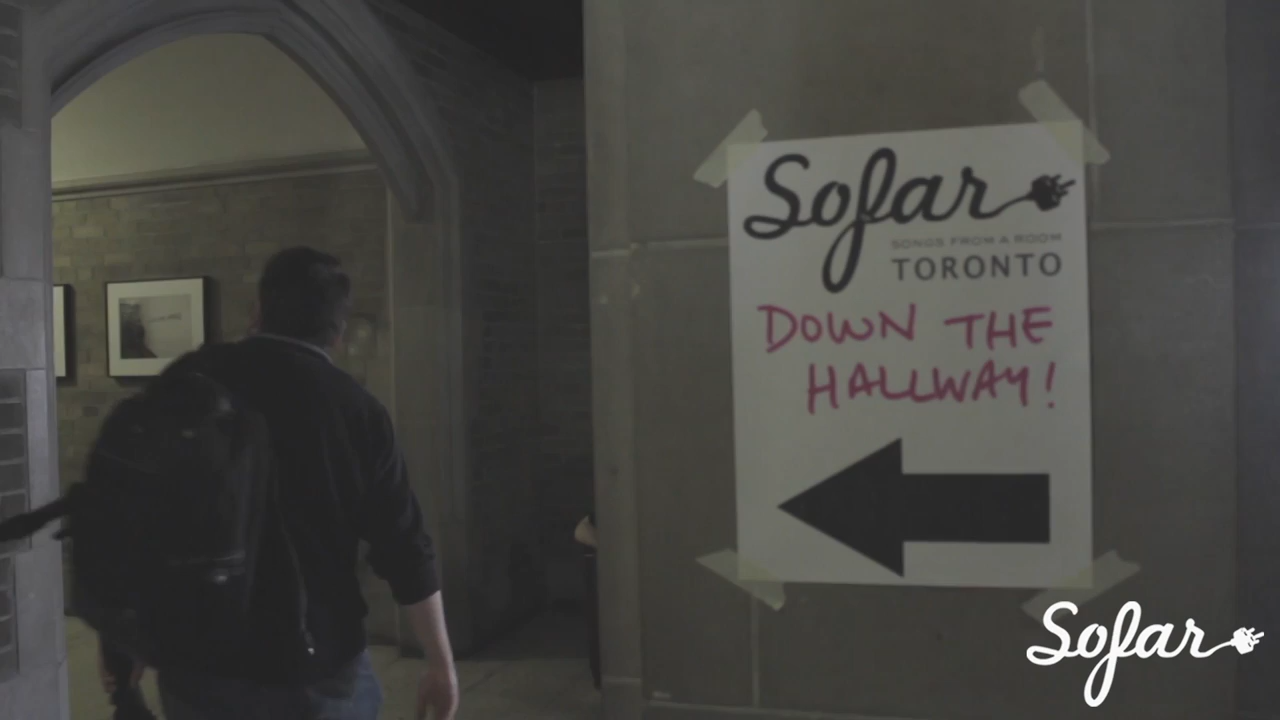 Sofar
SONGS FROM A ROOM
TORONTO
DOWN THE
HALLWAY!
Sofar